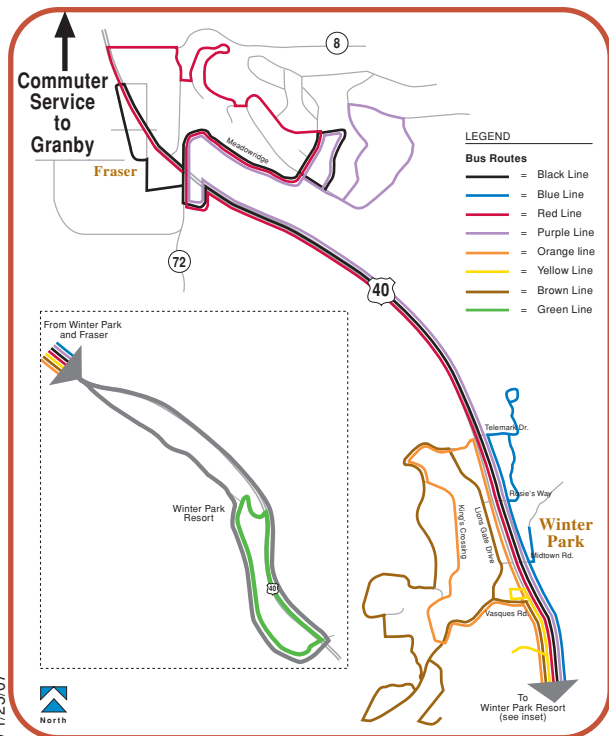 8
Commuter
Service
to
Granby
Meadowridge
Fraser
72
40
LEGEND
Bus Routes
= Black Line
= Blue Line
= Red Line
= Purple Line
= Orange line
= Yellow Line
= Brown Line
= Green Line
From Winter Park
and Fraser
Winter Park
Resort
40
Telemark Dr.
Rosie's Way
King's Crossing
Lions Gate Drive
Winter
Park
Midtown Rd.
Vasques Rd.
To
Winter Park Resort
(see inset)
North